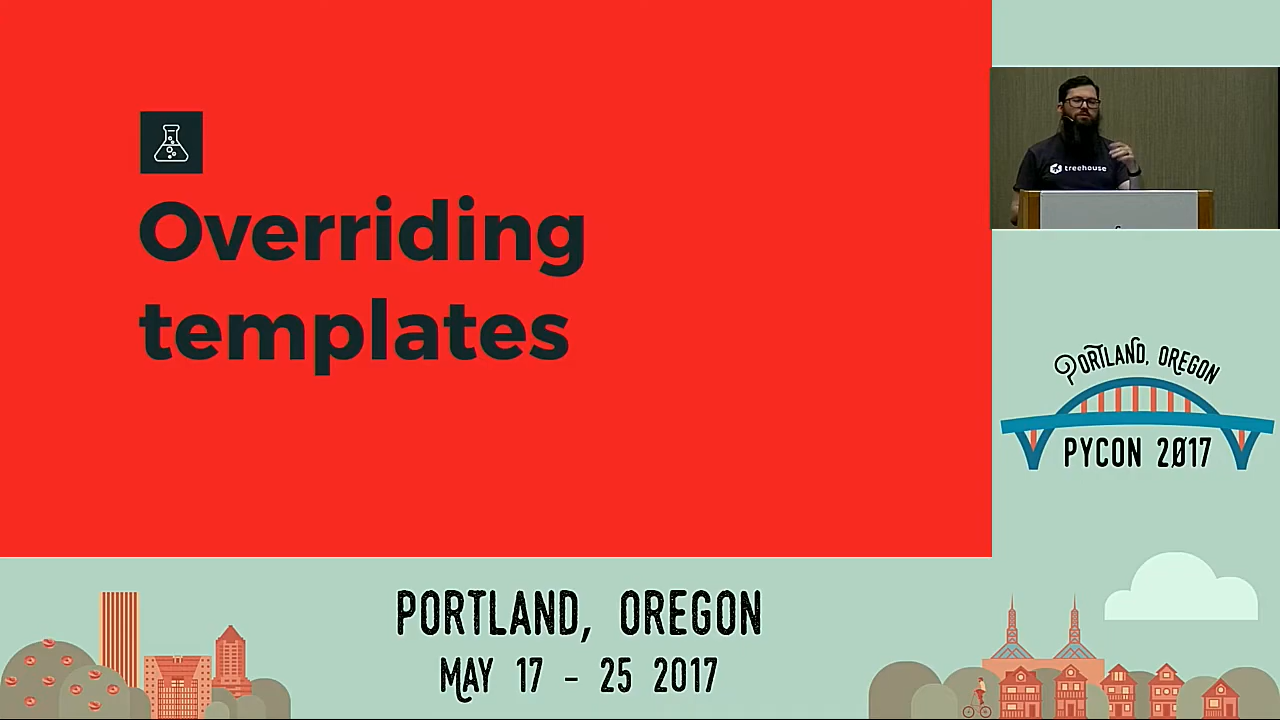 Overriding
templates
treehouse
PORTLAND, OREGON
PYCON 2017
PORTLAND, OREGON
MAY 17 - 25 2017